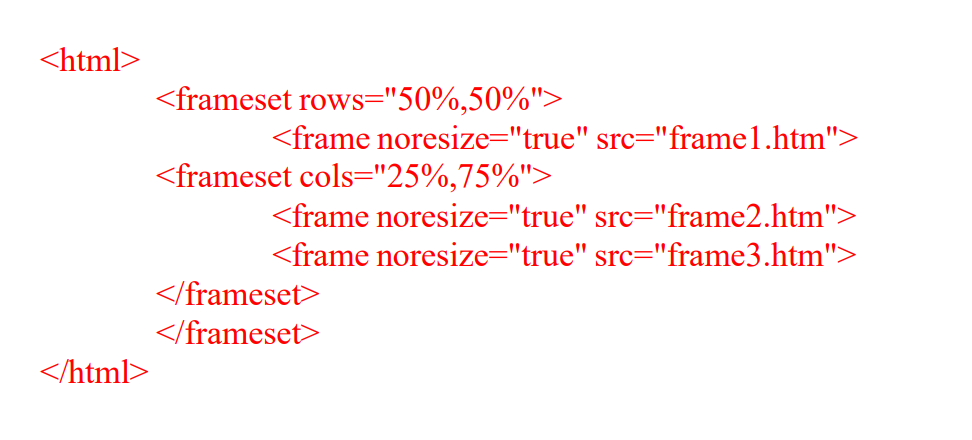 <html>
<frameset rows="50%,50%">
<frame noresize="true" src="frame1.htm">
<frameset cols="25%,75%">
<frame noresize="true" src="frame2.htm">
<frame noresize="true" src="frame3.htm">
</frameset>
</frameset>
</html>